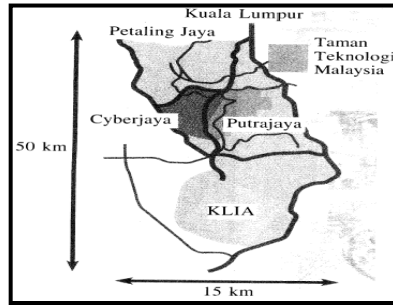 Kuala Lumpur
Petaling Jaya
Taman
Teknologi
Malaysia
Cyberjaya
Putrajaya
50 km
KLIA
15 km